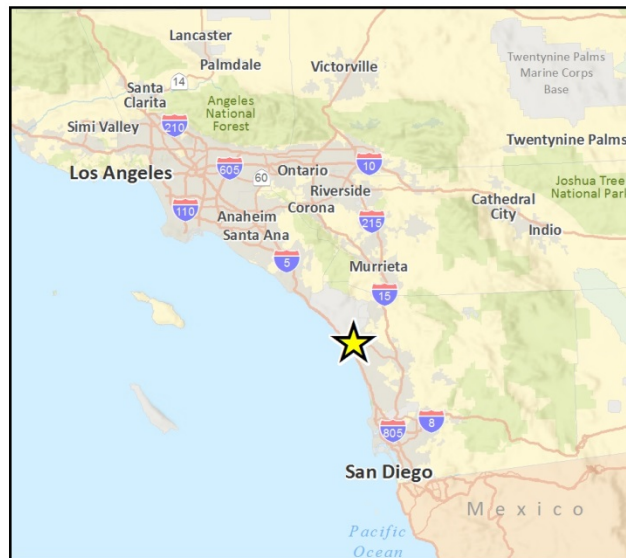 Lancaster
Palmdale
Victorville
Twentynine Palms
Marine Corps
Base
14
Santa
Clarita
Angeles
National
Forest
210
Simi Valley
Twentynine Palms
Los Angeles
605
60
Ontario
10
Riverside
Joshua Tree
National Park
110
Corona
Cathedral
City
Anaheim
215
Santa Ana
Indio
5
Murrieta
15
805
8
San Diego
Mexico
Pacific
Ocean